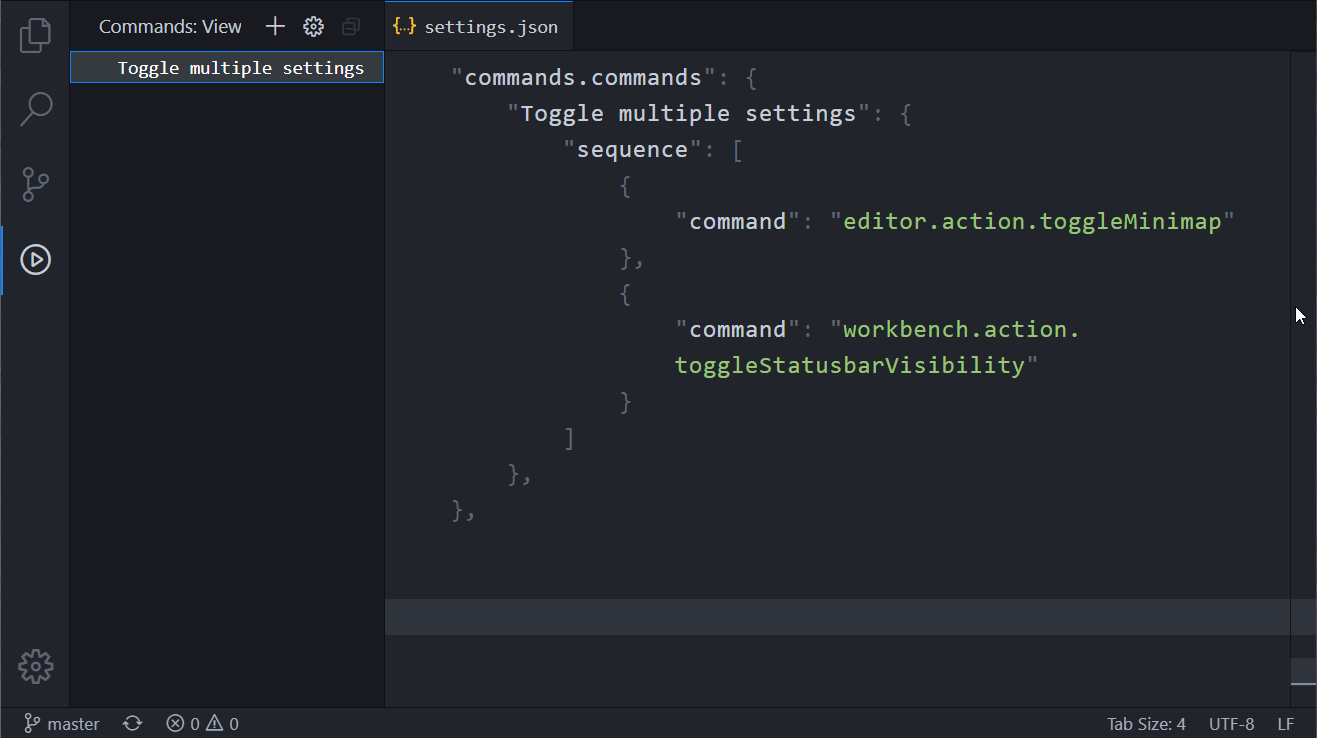 Commands: View
Toggle multiple settings
{..} settings.json
"commands.commands": {
"Toggle multiple settings": {
"sequence": [
{
"command": "editor.action.toggleMinimap"
},
{
"command": "workbench.action.
toggleStatusbarVisibility"
}
]
},
},
master 0 0 Tab Size: 4 UTF-8 LF